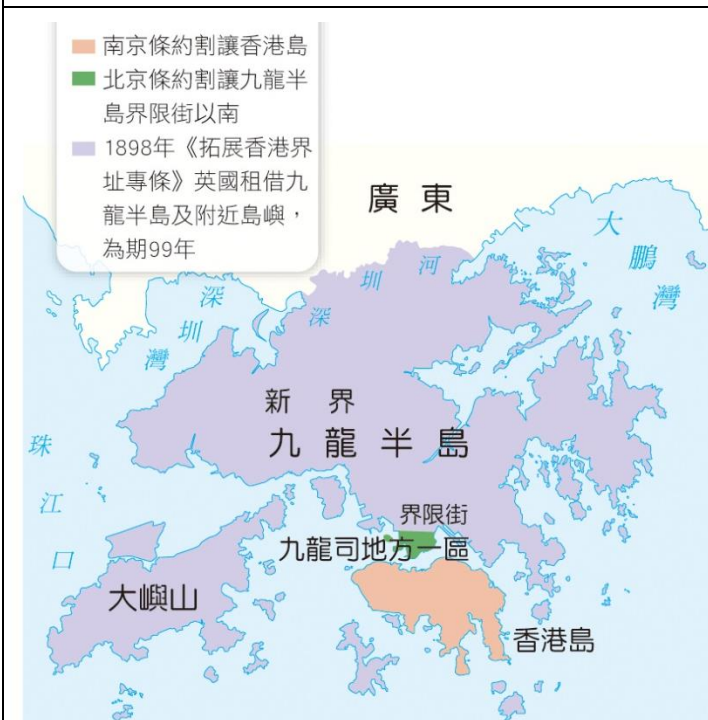 南京條約割讓香港島
北京條約割讓九龍半
島界限街以南
1898年《拓展香港界
址專條》英國租借九
龍半島及附近島嶼，
為期99年
廣東
大鵬灣
深圳河
深圳灣
新界
九龍半島
珠江口
界限街
九龍司地方一區
大嶼山
香港島